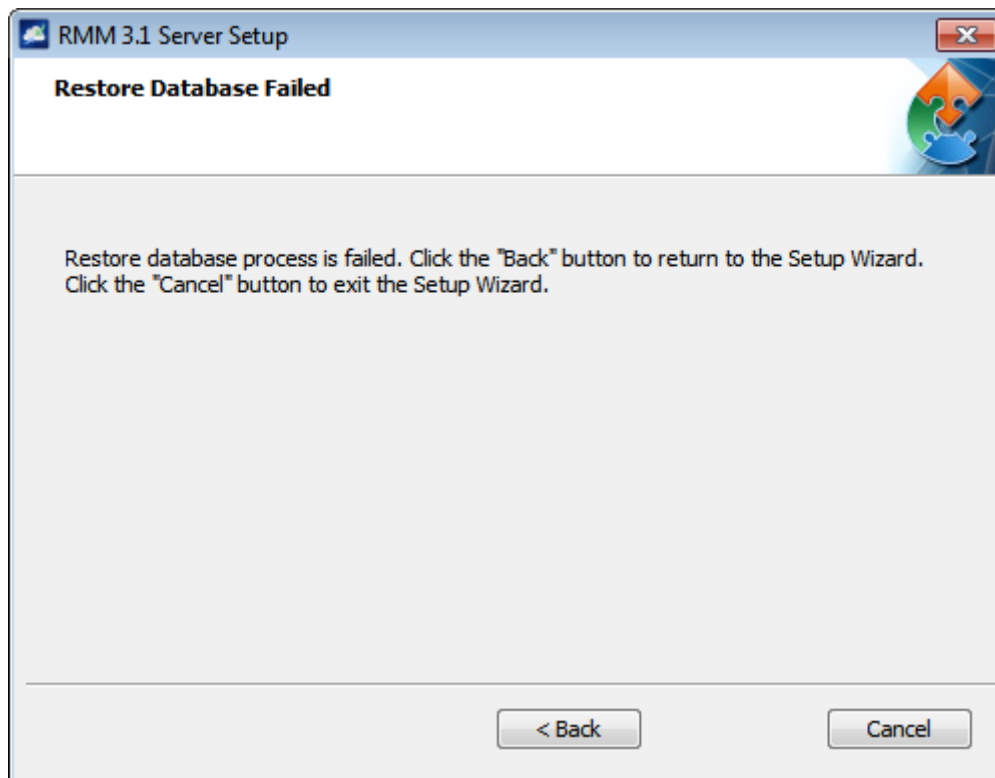 RMM 3.1 Server Setup
Restore Database Failed
Restore database process is failed. Click the "Back" button to return to the Setup Wizard.
Click the "Cancel" button to exit the Setup Wizard.
< Back
Cancel